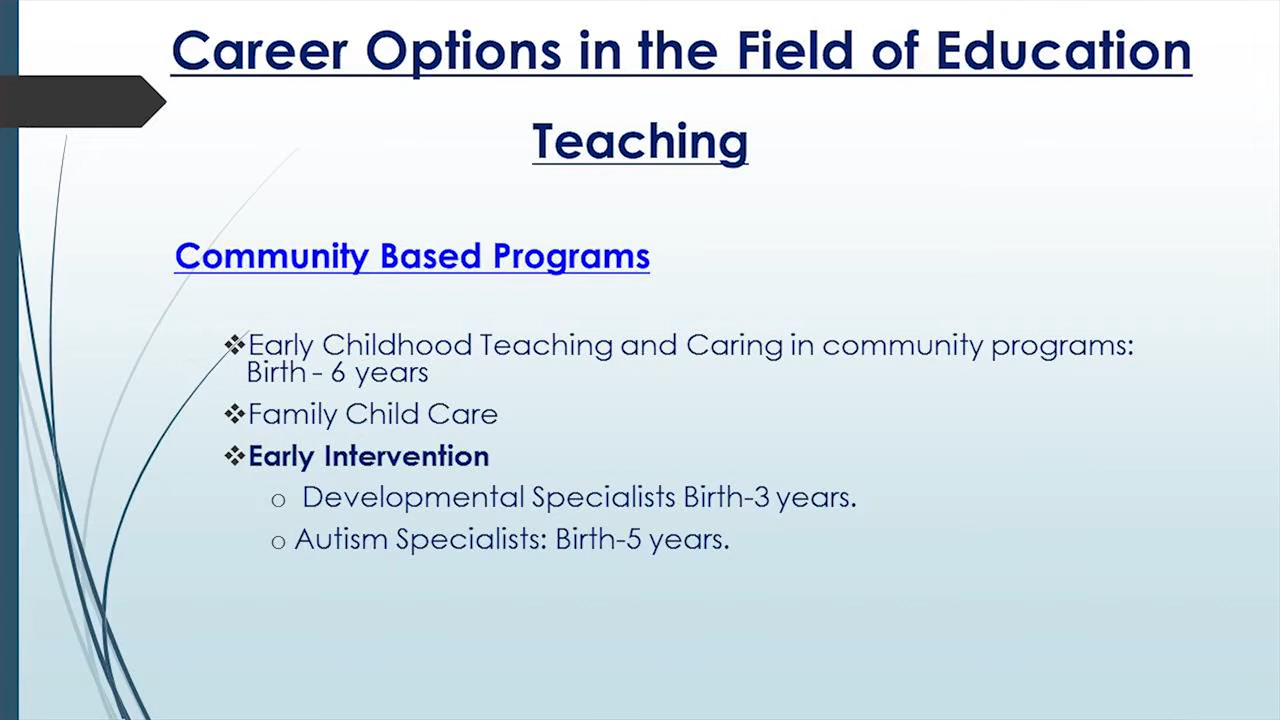 Career Options in the Field of Education
Teaching
Community Based Programs
❖Early Childhood Teaching and Caring in community programs:
Birth - 6 years
❖Family Child Care
❖Early Intervention
o Developmental Specialists Birth-3 years.
o Autism Specialists: Birth-5 years.